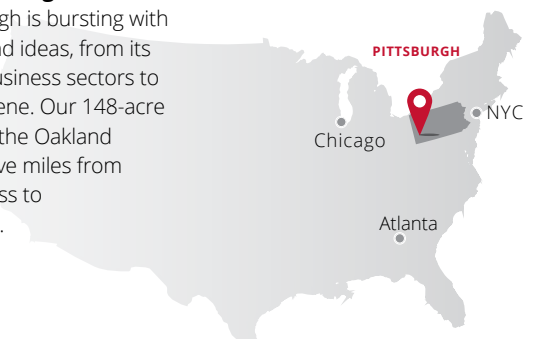 gh is bursting with
d ideas, from its
usiness sectors to
ene. Our 148-acre
the Oakland
ve miles from
ss to
.
PITTSBURGH
NYC
Chicago
Atlanta